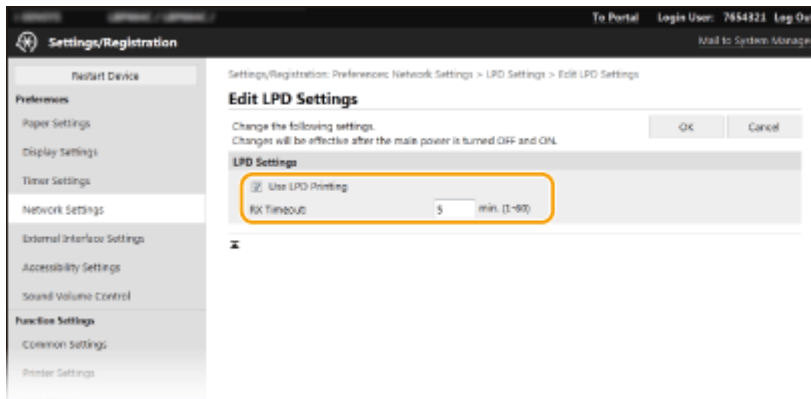 To Portal Login User: 7654321 Log Ou
Settings/Registration
Mail to System Manage
Restart Device
Preferences
Paper Settings
Display Settings
Timer Settings
Network Settings
External Interface Settings
Accessibility Settings
Sound Volume Control
Function Settings
Common Settings
Printer Settings
Settings/Registration: Preferences: Network Settings > LPD Settings > Edit LPD Settings
Edit LPD Settings
Change the following settings.
Changes will be effective after the main power is turned OFF and ON.
OK Cancel
LPD Settings
Use LPD Printing
RX Timeout: 5 min. (1-60)